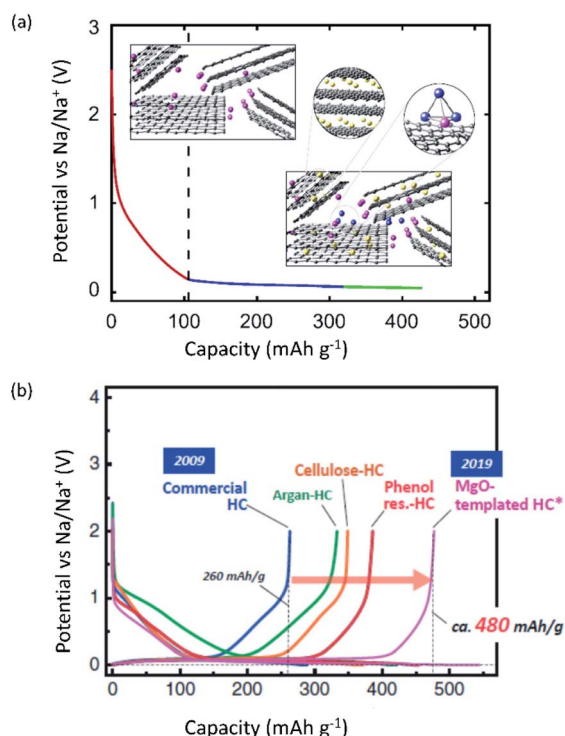 (a)
3
2
1
0
Potential vs Na/Na⁺ (V)
0 100 200 300 400 500
Capacity (mAh g⁻¹)
(b)
4
3
2
1
0
Potential vs Na/Na⁺ (V)
2009
Commercial
HC
Argan-HC
Cellulose-HC
Phenol
res.-HC
2019
MgO-
templated HC*
260 mAh/g
ca. 480 mAh/g
0 100 200 300 400 500
Capacity (mAh g⁻¹)